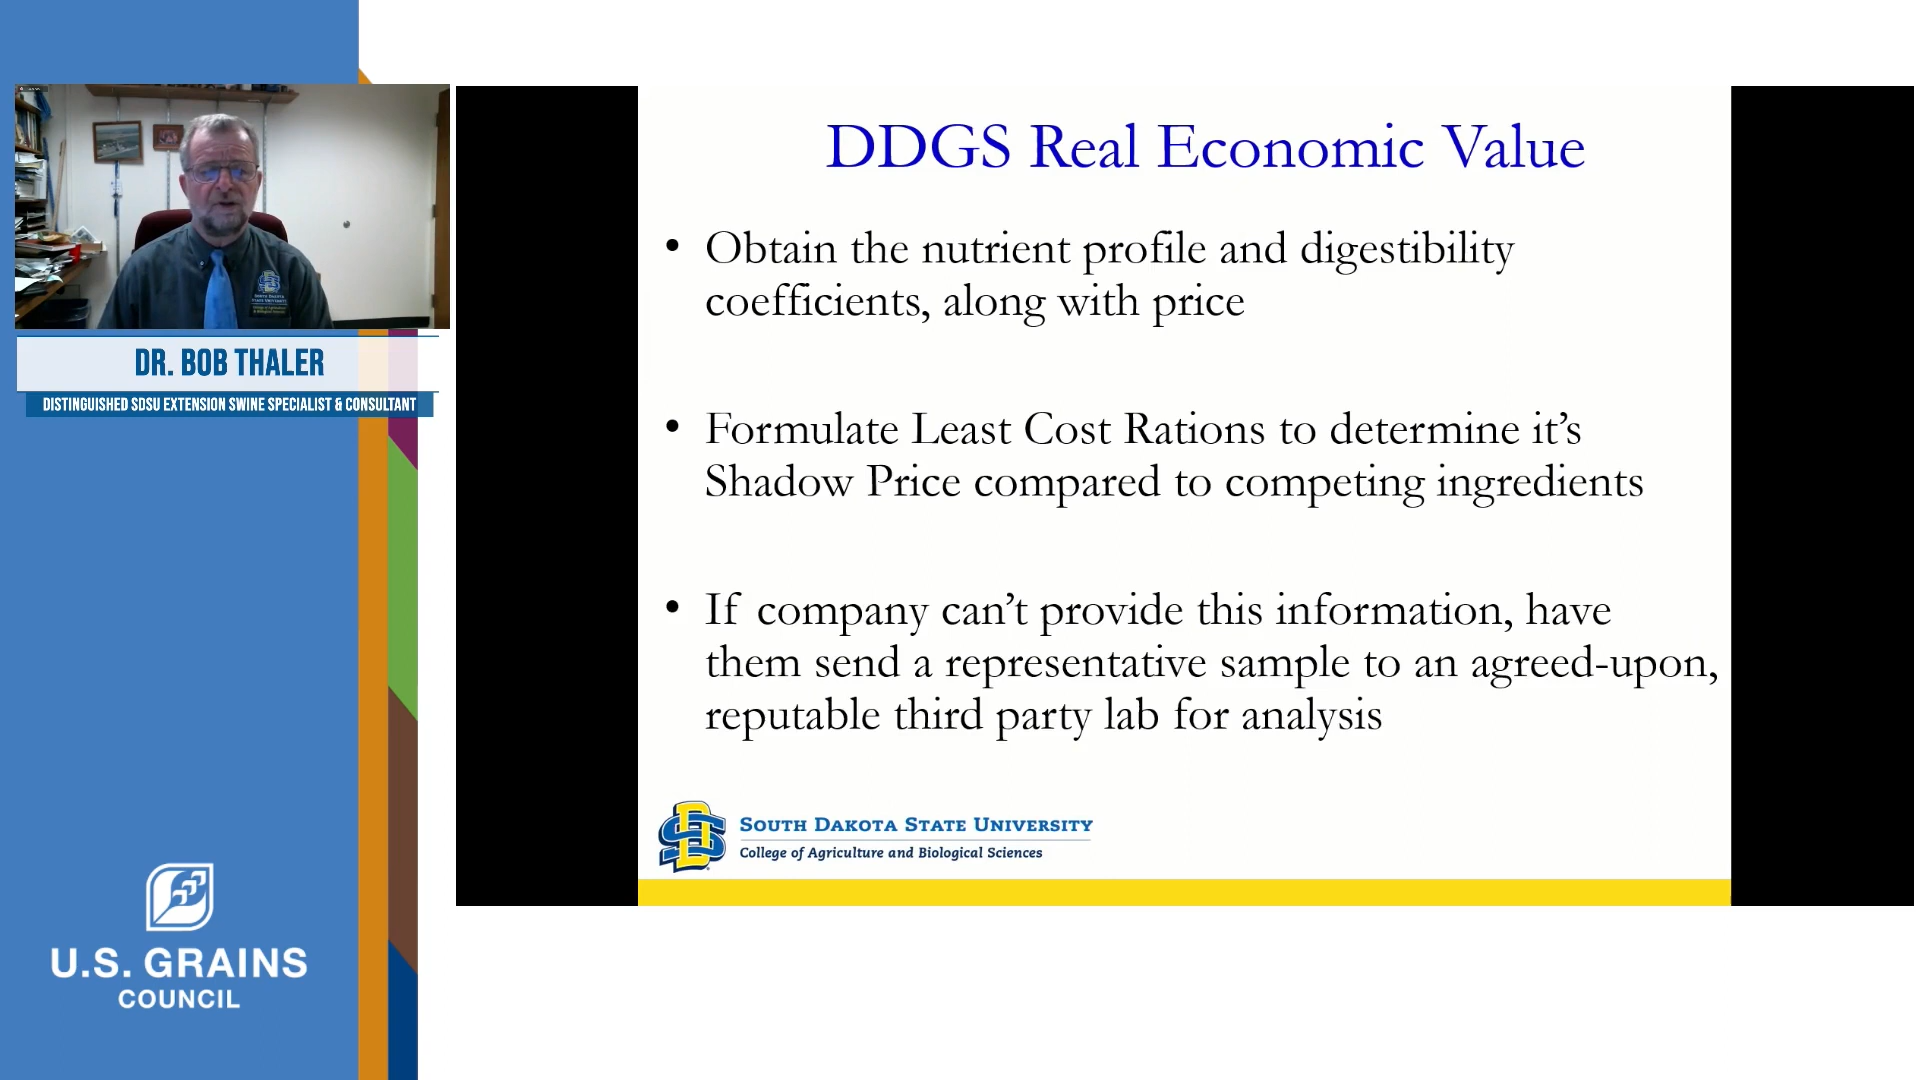 DR. BOB THALER
DISTINGUISHED SDSU EXTENSION SWINE SPECIALIST & CONSULTANT
U.S. GRAINS
COUNCIL
DDGS Real Economic Value
• Obtain the nutrient profile and digestibility
coefficients, along with price
• Formulate Least Cost Rations to determine it’s
Shadow Price compared to competing ingredients
• If company can’t provide this information, have
them send a representative sample to an agreed-upon,
reputable third party lab for analysis
SOUTH DAKOTA STATE UNIVERSITY
College of Agriculture and Biological Sciences